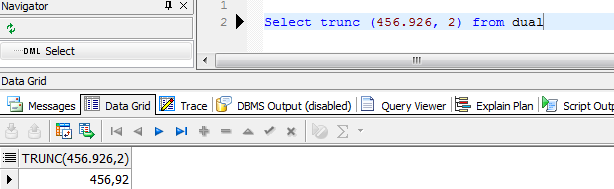 Navigator
1
2 Select trunc (456.926, 2) from dual
DML Select
Data Grid
Messages Data Grid Trace DBMS Output (disabled) Query Viewer Explain Plan Script Outp
TRUNC(456.926,2)
456,92